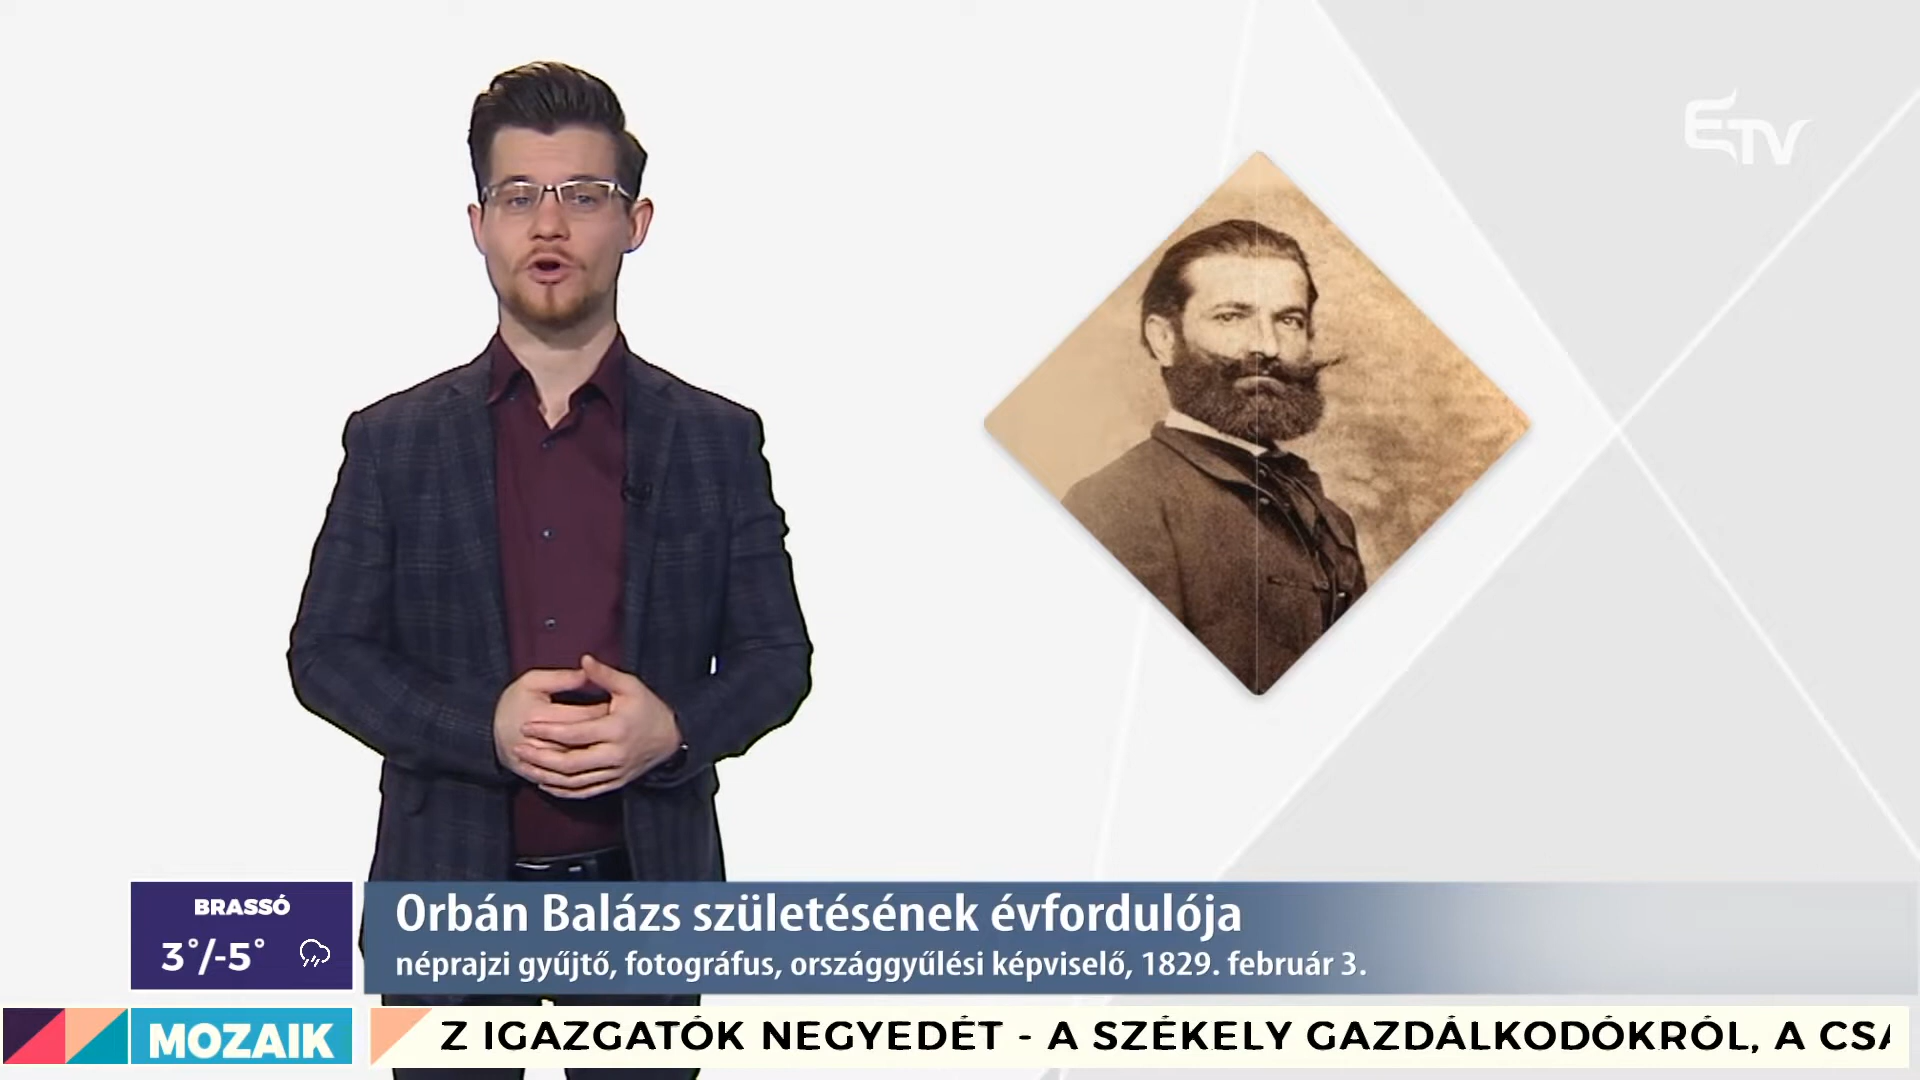 ETV
Orbán Balázs születésének évfordulója
néprajzi gyűjtő, fotográfus, országgyűlési képviselő, 1829. február 3.
BRASSÓ
3°/-5°
MOZAIK
Z IGAZGATÓK NEGYEDÉT - A SZÉKELY GAZDÁLKODÓKRÓL, A